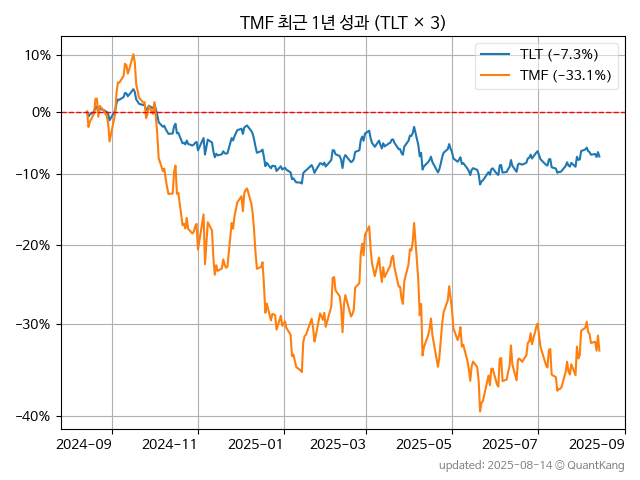 TMF 최근 1년 성과 (TLT × 3)
TLT (−7.3%)
TMF (−33.1%)
10%
0%
−10%
−20%
−30%
−40%
2024-09 2024-11 2025-01 2025-03 2025-05 2025-07 2025-09
updated: 2025-08-14 © QuantKang